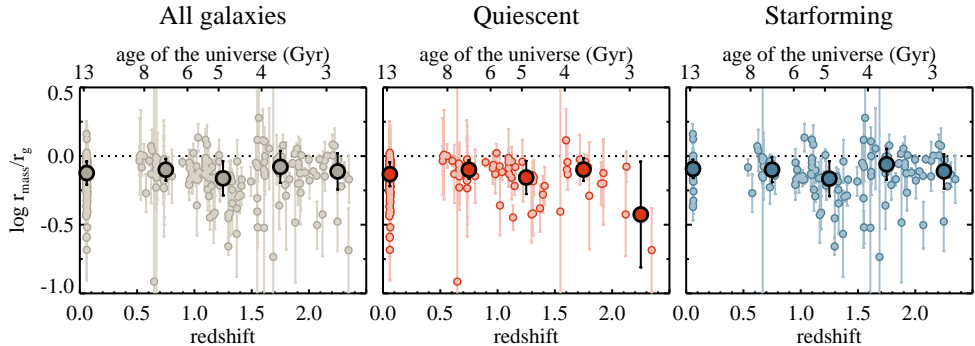 All galaxies Quiescent Starforming
age of the universe (Gyr) age of the universe (Gyr) age of the universe (Gyr)
13 8 6 5 4 3 13 8 6 5 4 3 13 8 6 5 4 3
0.5
0.0
-0.5
-1.0
log r_mass/r_g
0.0 0.5 1.0 1.5 2.0 0.0 0.5 1.0 1.5 2.0 0.0 0.5 1.0 1.5 2.0
redshift redshift redshift